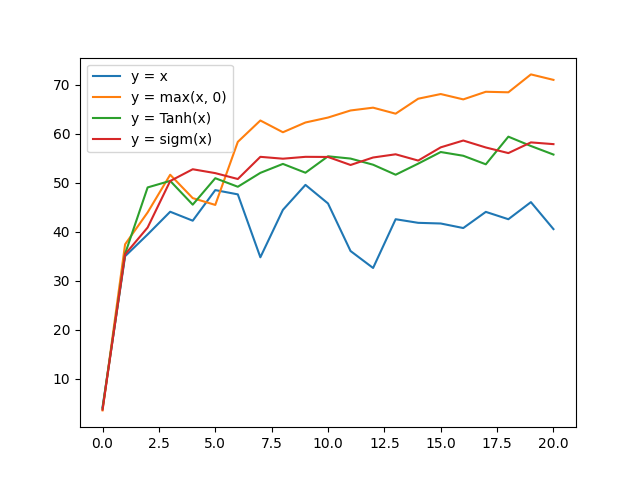 y = x
y = max(x, 0)
y = Tanh(x)
y = sigm(x)
70
60
50
40
30
20
10
0.0 2.5 5.0 7.5 10.0 12.5 15.0 17.5 20.0